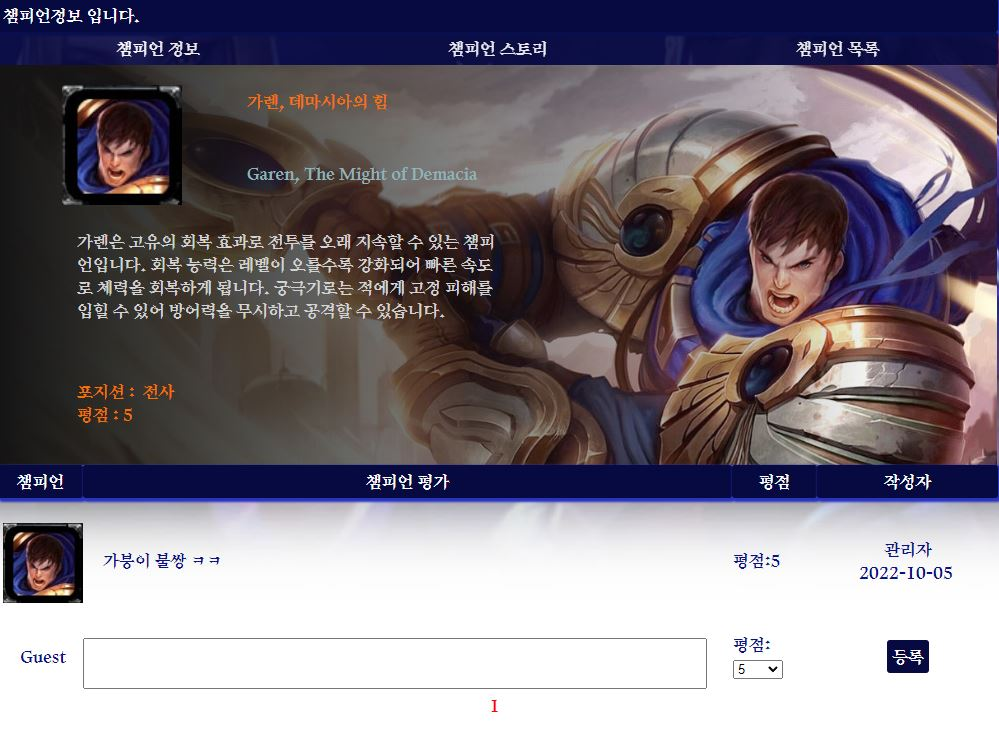 챔피언정보 입니다.
챔피언 정보 챔피언 스토리 챔피언 목록
가렌, 데마시아의 힘
Garen, The Might of Demacia
가렌은 고유의 회복 효과로 전투를 오래 지속할 수 있는 챔피
언입니다. 회복 능력은 레벨이 오를수록 강화되어 빠른 속도
로 체력을 회복하게 됩니다. 궁극기로는 적에게 고정 피해를
입힐 수 있어 방어력을 무시하고 공격할 수 있습니다.
포지션 : 전사
평점 : 5
챔피언 챔피언 평가 평점 작성자
가붕이 불쌍 ㅋㅋ 평점:5 관리자
2022-10-05
Guest 평점:
5 등록
1